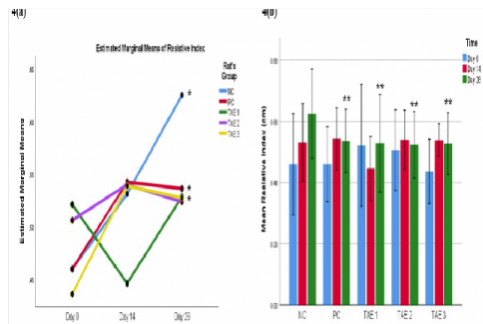 Estimated Marginal Means of Resistive Index
Rat's
Group
NC
PC
TAE 1
TAE 2
TAE 3
Estimated Marginal Means
Day 0
Day 14
Day 28
*
*
*
Time
Day 0
Day 14
Day 28
Mean Resistive Index (cm)
**
**
**
**
NC
PC
TAE 1
TAE 2
TAE 3